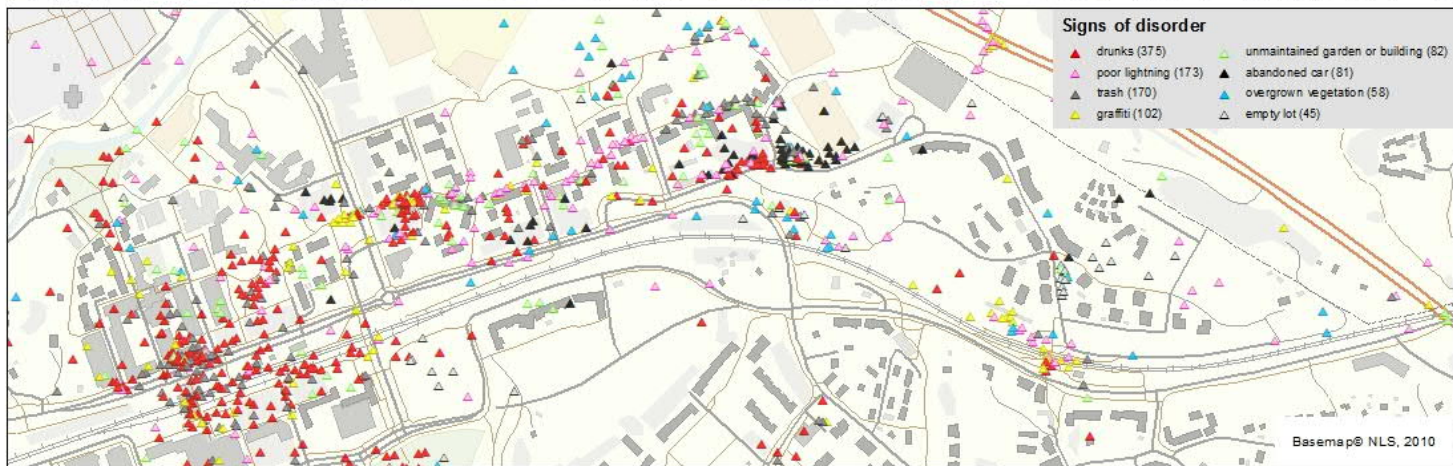 Signs of disorder
drunks (375)
poor lightning (173)
trash (170)
graffiti (102)
unmaintained garden or building (82)
abandoned car (81)
overgrown vegetation (58)
empty lot (45)
Basemap© NLS, 2010